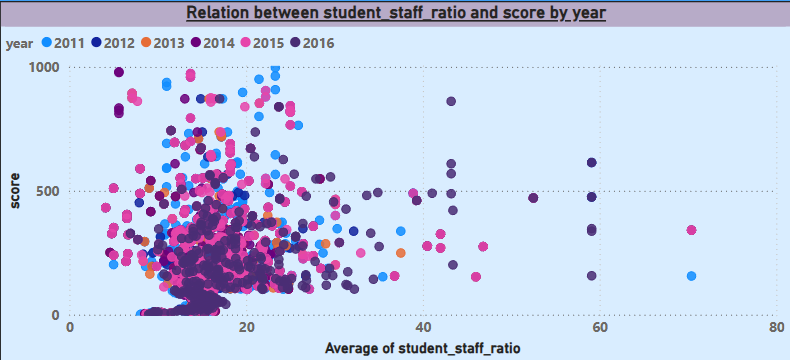 Relation between student_staff_ratio and score by year
year 2011 2012 2013 2014 2015 2016
1000
500
0
score
0 20 40 60 80
Average of student_staff_ratio